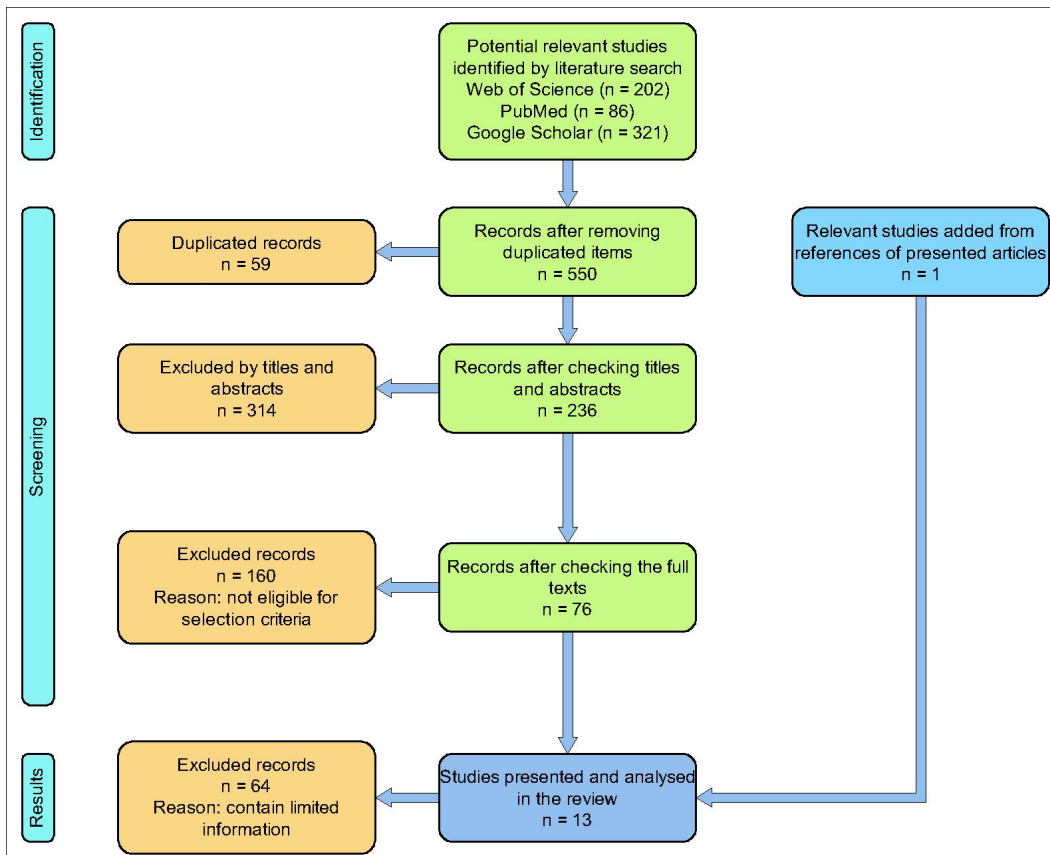 Identification
Potential relevant studies
identified by literature search
Web of Science (n = 202)
PubMed (n = 86)
Google Scholar (n = 321)
Screening
Duplicated records
n = 59
Records after removing
duplicated items
n = 550
Relevant studies added from
references of presented articles
n = 1
Excluded by titles and
abstracts
n = 314
Records after checking titles
and abstracts
n = 236
Excluded records
n = 160
Reason: not eligible for
selection criteria
Records after checking the full
texts
n = 76
Results
Excluded records
n = 64
Reason: contain limited
information
Studies presented and analysed
in the review
n = 13